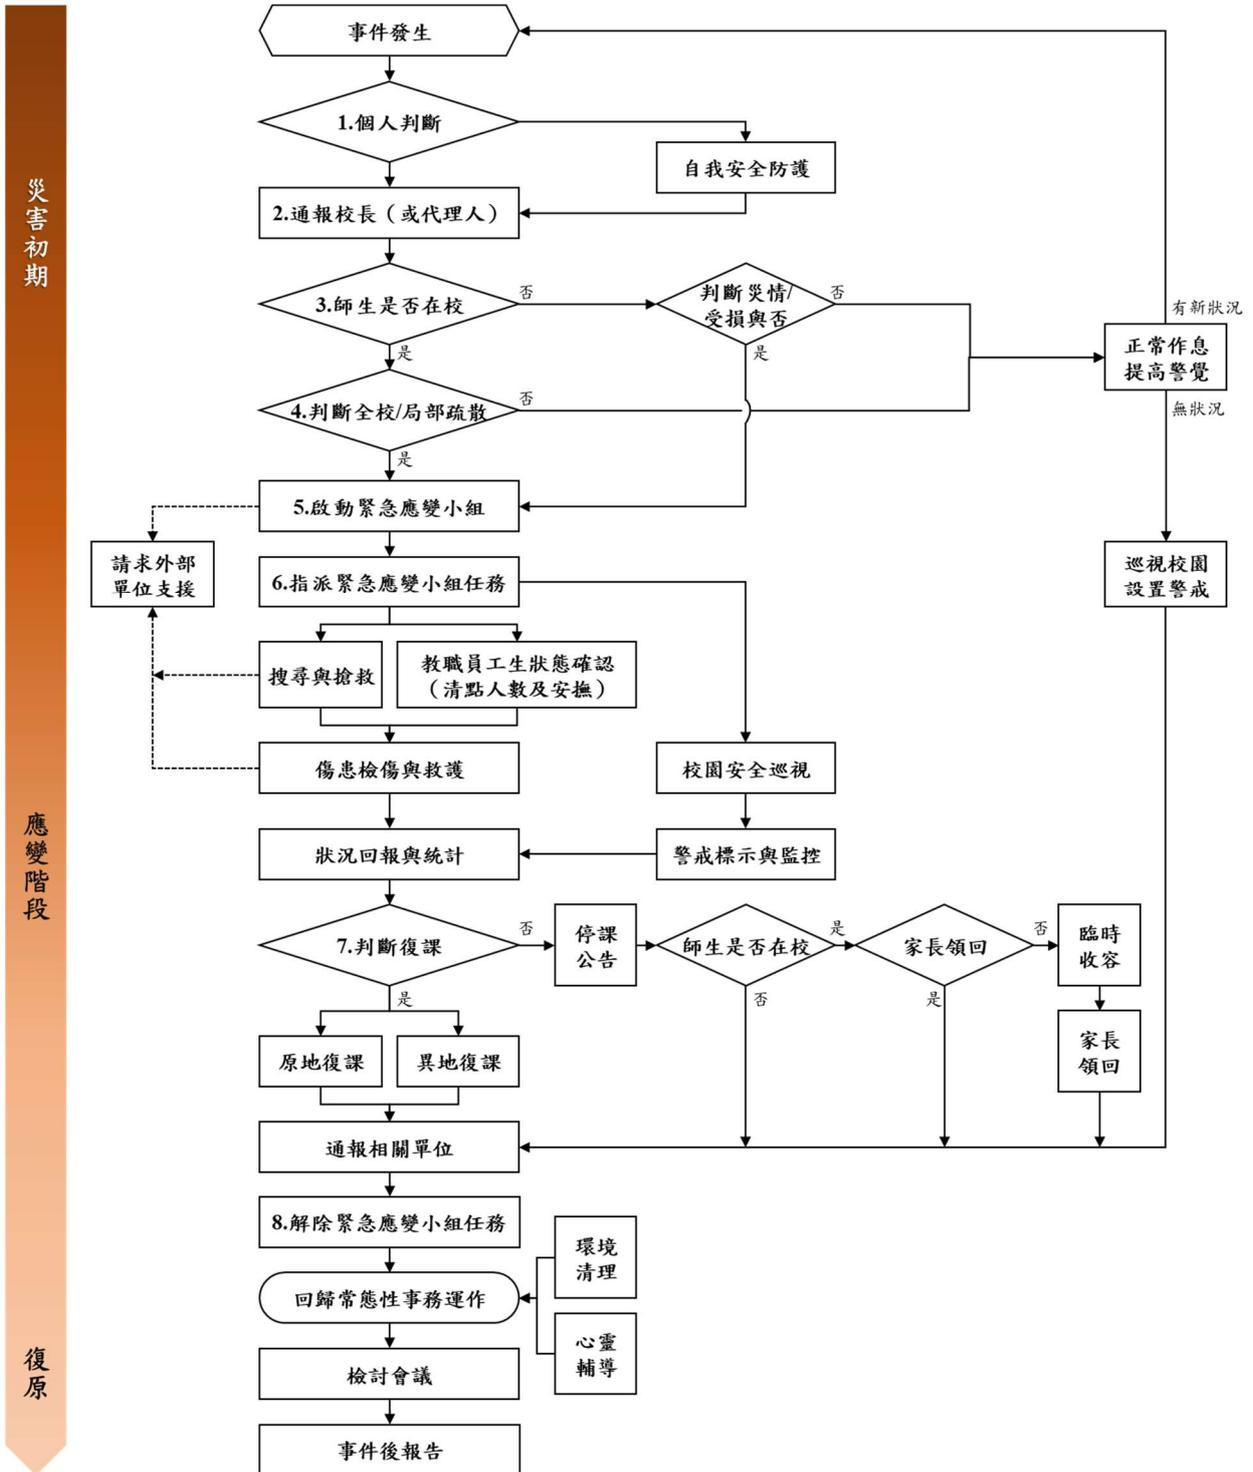 災害初期
應變階段
復原
事件發生
1.個人判斷
自我安全防護
2.通報校長（或代理人）
3.師生是否在校
否
是
判斷災情/
受損與否
否
是
有新狀況
正常作息
提高警覺
無狀況
4.判斷全校/局部疏散
否
是
5.啟動緊急應變小組
請求外部
單位支援
6.指派緊急應變小組任務
巡視校園
設置警戒
搜尋與搶救
教職員工生狀態確認
（清點人數及安撫）
傷患檢傷與救護
校園安全巡視
狀況回報與統計
警戒標示與監控
7.判斷復課
否
是
停課
公告
師生是否在校
是
否
家長領回
否
是
臨時
收容
家長
領回
原地復課
異地復課
通報相關單位
8.解除緊急應變小組任務
環境
清理
回歸常態性事務運作
心靈
輔導
檢討會議
事件後報告